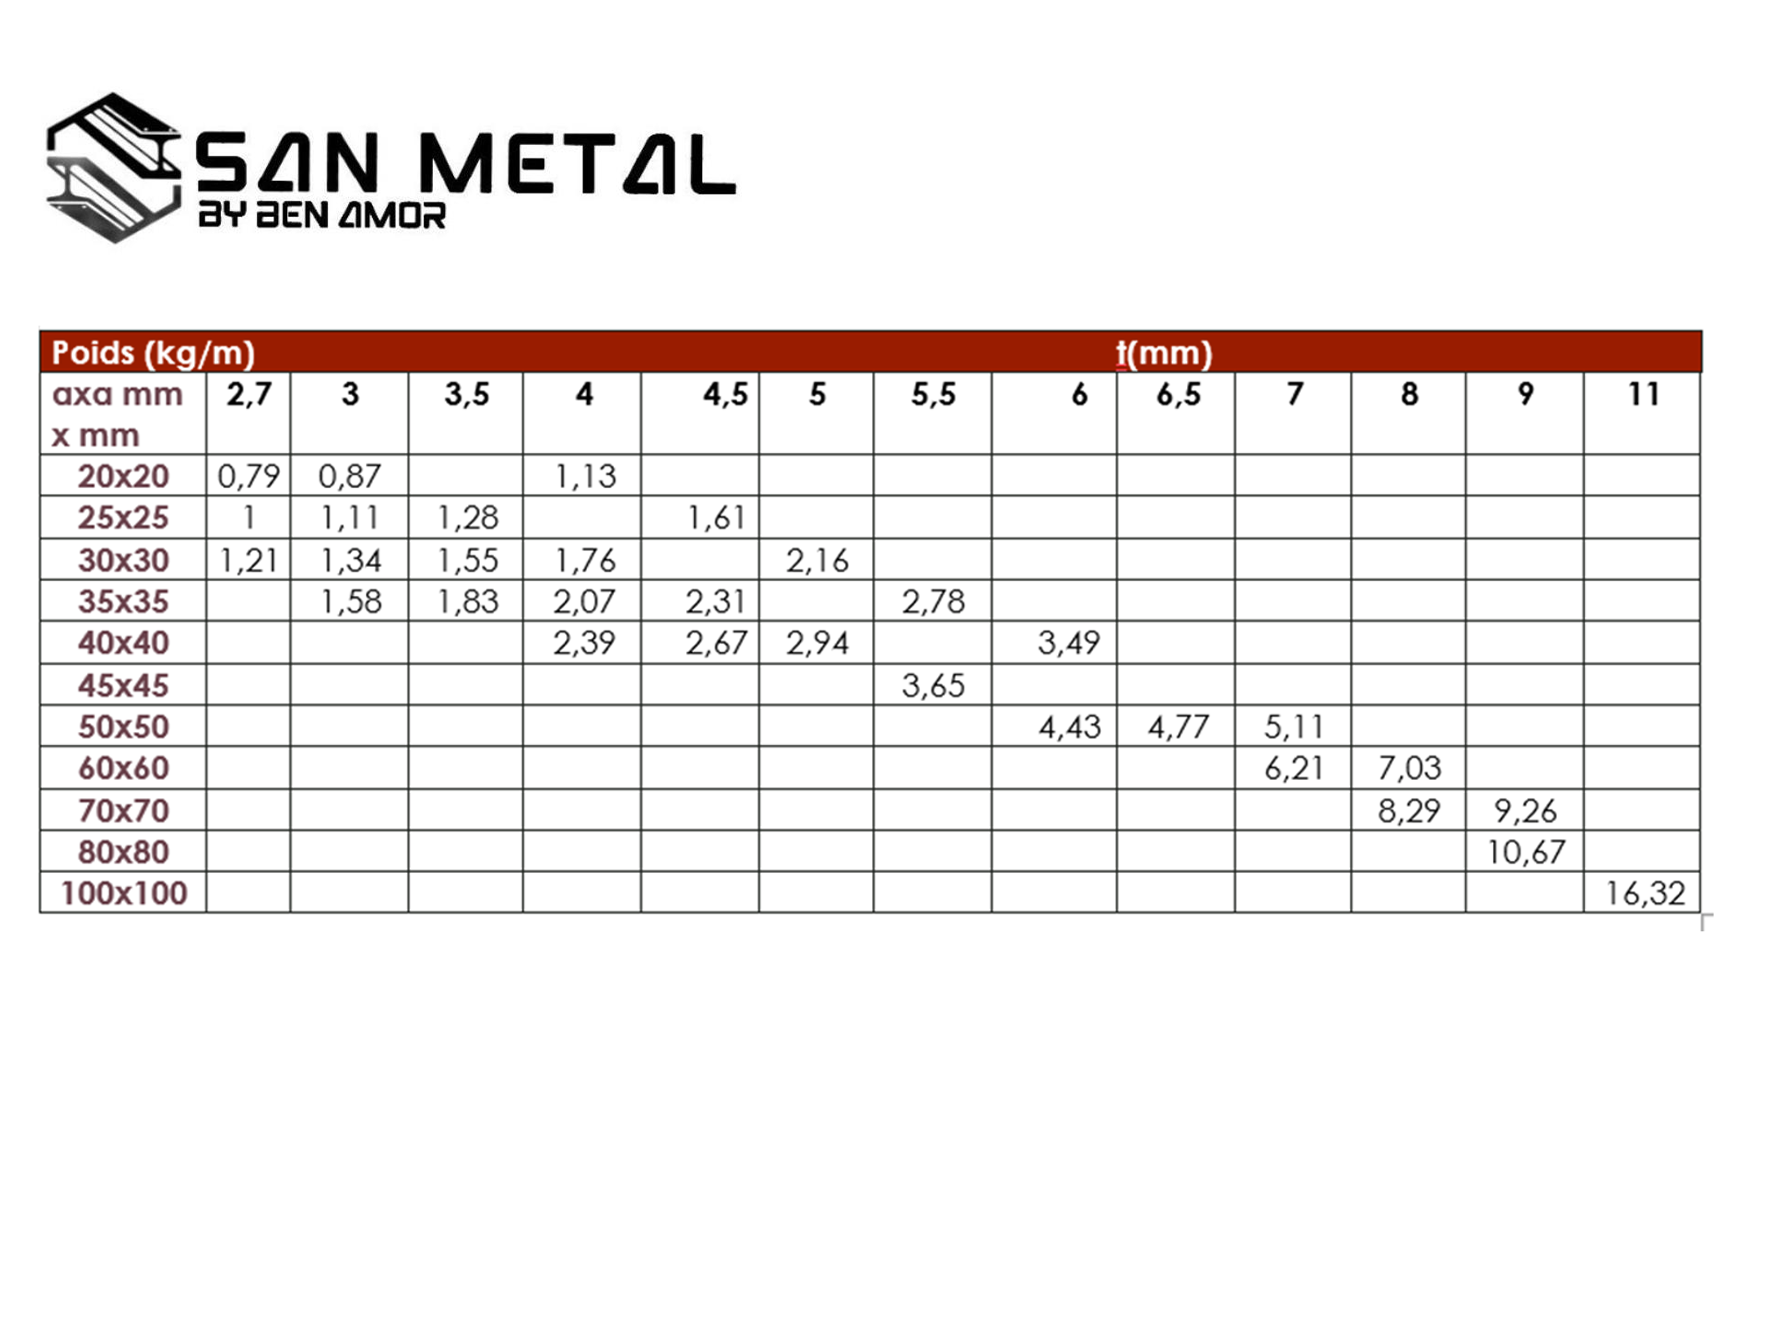 SAN METAL
BY BEN AMOR
Poids (kg/m) t(mm)
axa mm 2,7 3 3,5 4 4,5 5 5,5 6 6,5 7 8 9 11
x mm
20x20 0,79 0,87 1,13
25x25 1 1,11 1,28 1,61
30x30 1,21 1,34 1,55 1,76 2,16
35x35 1,58 1,83 2,07 2,31 2,78
40x40 2,39 2,67 2,94 3,49
45x45 3,65
50x50 4,43 4,77 5,11
60x60 6,21 7,03
70x70 8,29 9,26
80x80 10,67
100x100 16,32